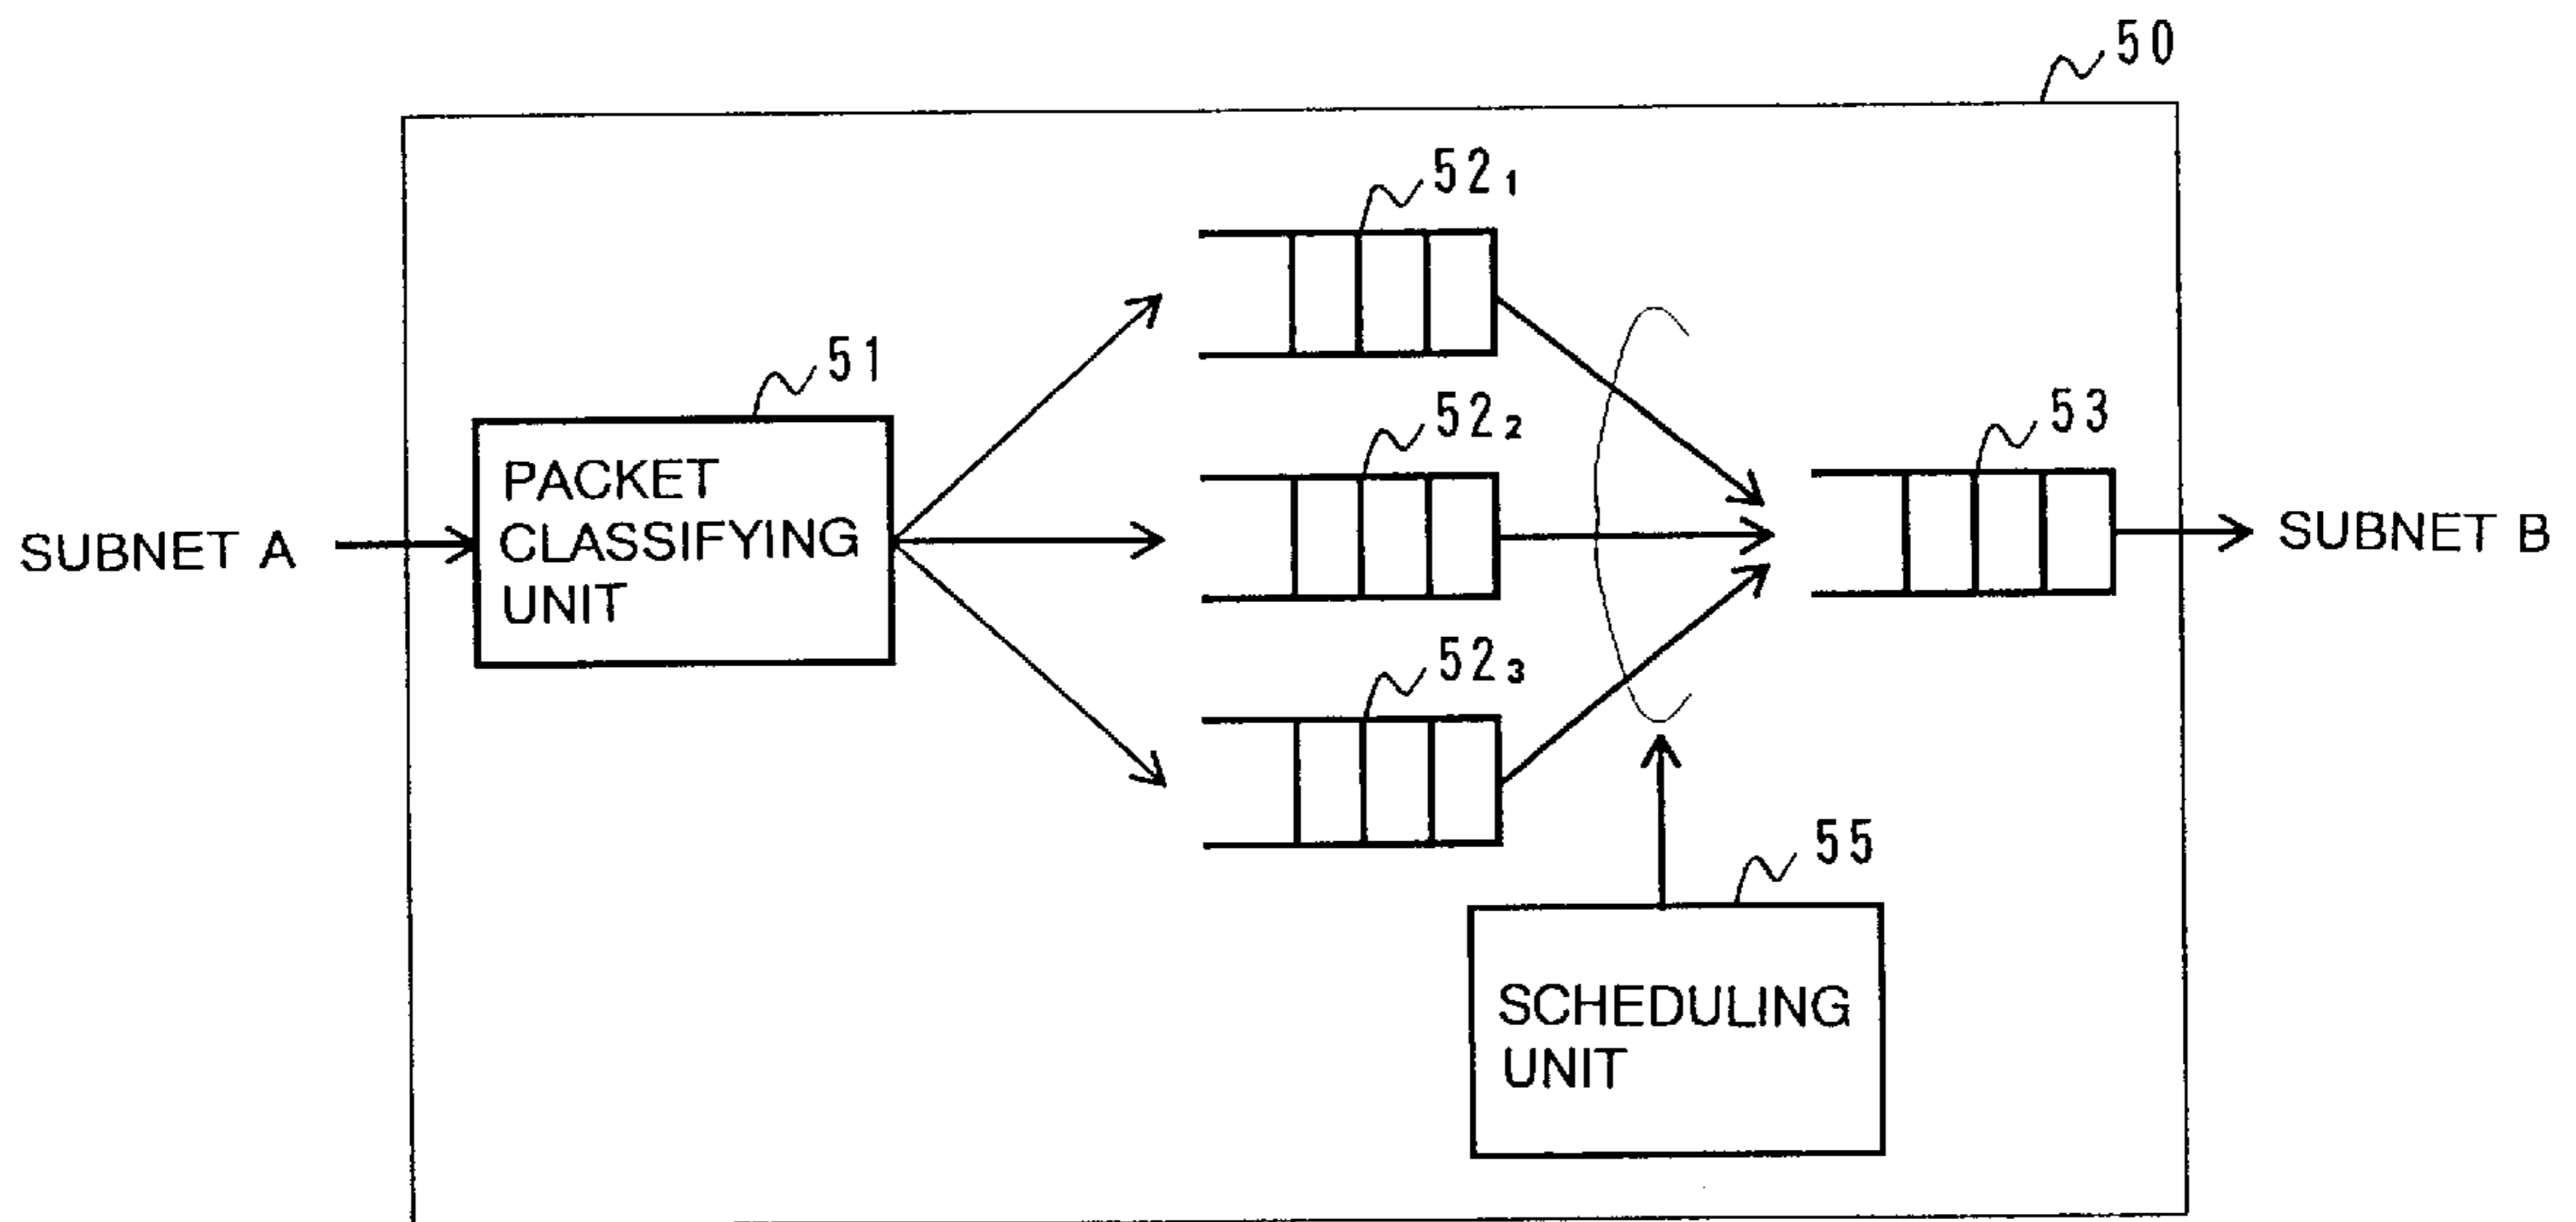 50
52₁
51
52₂
53
PACKET
CLASSIFYING
UNIT
SUBNET A
SUBNET B
52₃
55
SCHEDULING
UNIT